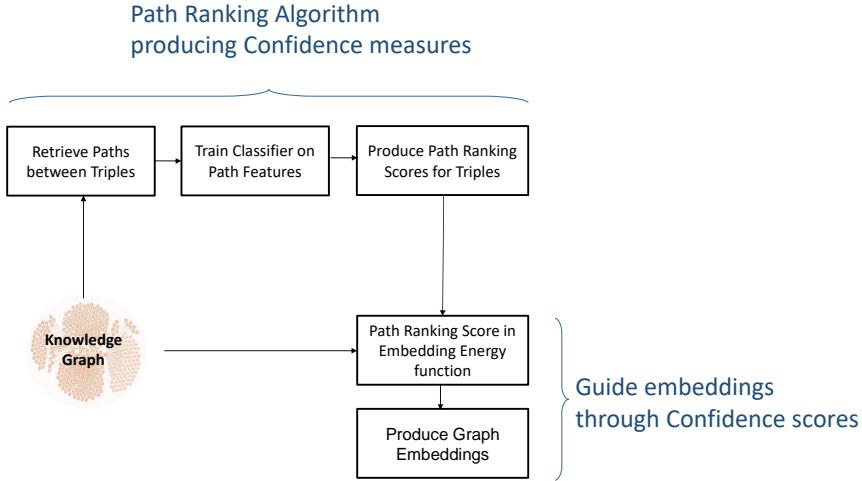 Path Ranking Algorithm
producing Confidence measures
Retrieve Paths
between Triples
Train Classifier on
Path Features
Produce Path Ranking
Scores for Triples
Knowledge
Graph
Path Ranking Score in
Embedding Energy
function
Guide embeddings
through Confidence scores
Produce Graph
Embeddings